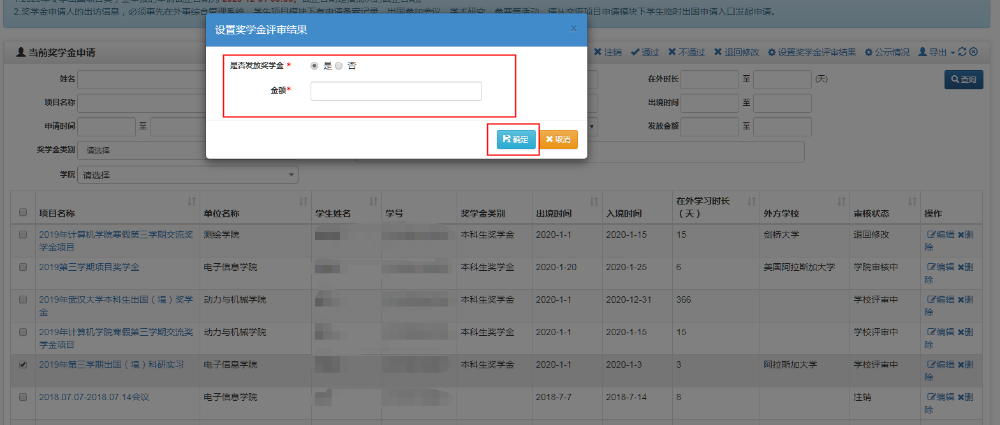 2.奖学金申请人的出访信息，必须事先在外事综合管理系统，学生项目模块下有申请备案记录。出国参加会议、学术研究、参赛等活动，请从交流项目申请模块下学生临时出国申请入口发起申请。
设置奖学金评审结果 ×
当前奖学金申请 注销 通过 不通过 退回修改 设置奖学金评审结果 公示情况 导出
是否发放奖学金 * 是 否
姓名 在外时长 至 (天) 查询
金额*
项目名称 出境时间 至
申请时间 至 发放金额 至
确定 取消
奖学金类别 请选择
学院 请选择
项目名称 单位名称 学生姓名 学号 奖学金类别 出境时间 入境时间 在外学习时长（天） 外方学校 审核状态 操作
2019年计算机学院寒假第三学期交流奖学金项目 测绘学院 本科生奖学金 2020-1-1 2020-1-15 15 剑桥大学 退回修改 编辑 删除
2019第三学期项目奖学金 电子信息学院 本科生奖学金 2020-1-20 2020-1-25 6 美国阿拉斯加大学 学院审核中 编辑 删除
2019年武汉大学本科生出国（境）奖学金 动力与机械学院 本科生奖学金 2020-1-1 2020-12-31 366 学校评审中 编辑 删除
2019年计算机学院寒假第三学期交流奖学金项目 动力与机械学院 本科生奖学金 2020-1-1 2020-1-15 15 学校评审中 编辑 删除
2019年第三学期出国（境）科研实习 电子信息学院 本科生奖学金 2020-1-1 2020-1-3 3 阿拉斯加大学 学校评审中 编辑 删除
2018.07.07-2018.07.14会议 电子信息学院 2018-7-7 2018-7-14 8 注销 编辑 删除